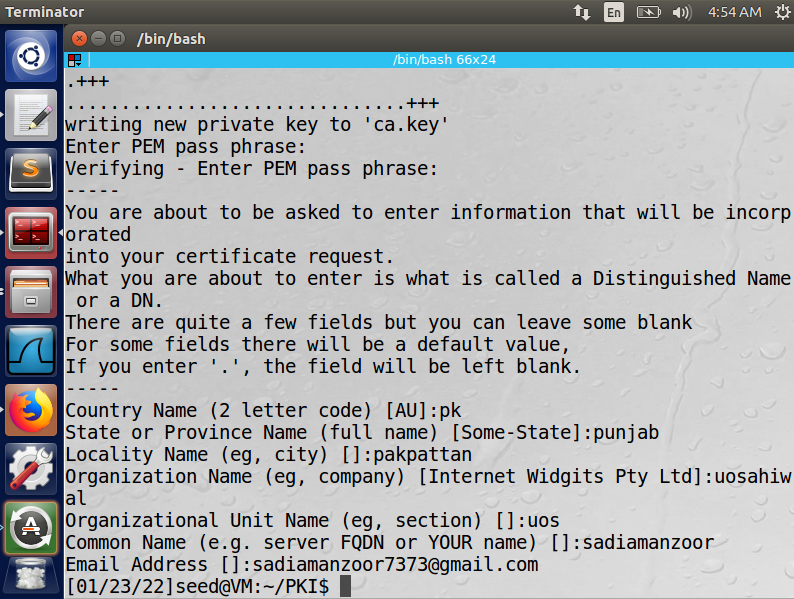 Terminator
En
4:54 AM
/bin/bash
/bin/bash 66x24
.+++
..............................+++
writing new private key to 'ca.key'
Enter PEM pass phrase:
Verifying - Enter PEM pass phrase:
-----
You are about to be asked to enter information that will be incorp
orated
into your certificate request.
What you are about to enter is what is called a Distinguished Name
 or a DN.
There are quite a few fields but you can leave some blank
For some fields there will be a default value,
If you enter '.', the field will be left blank.
-----
Country Name (2 letter code) [AU]:pk
State or Province Name (full name) [Some-State]:punjab
Locality Name (eg, city) []:pakpattan
Organization Name (eg, company) [Internet Widgits Pty Ltd]:uosahiw
al
Organizational Unit Name (eg, section) []:uos
Common Name (e.g. server FQDN or YOUR name) []:sadiamanzoor
Email Address []:sadiamanzoor7373@gmail.com
[01/23/22]seed@VM:~/PKI$